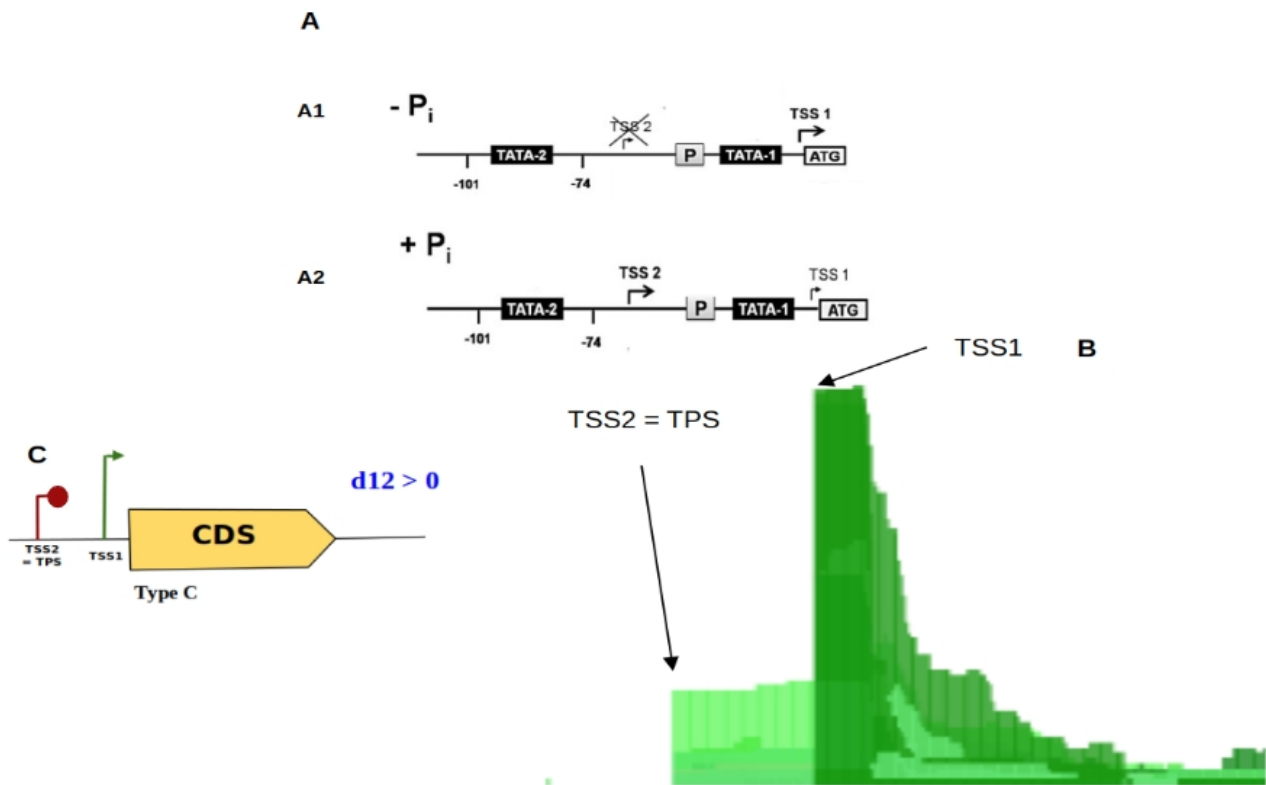 A
A1
- Pi
TSS 2
TSS 1
TATA-2
P
TATA-1
ATG
-101
-74
A2
+ Pi
TSS 2
TSS 1
TATA-2
P
TATA-1
ATG
-101
-74
TSS1
B
TSS2 = TPS
C
d12 > 0
CDS
TSS2
= TPS
TSS1
Type C